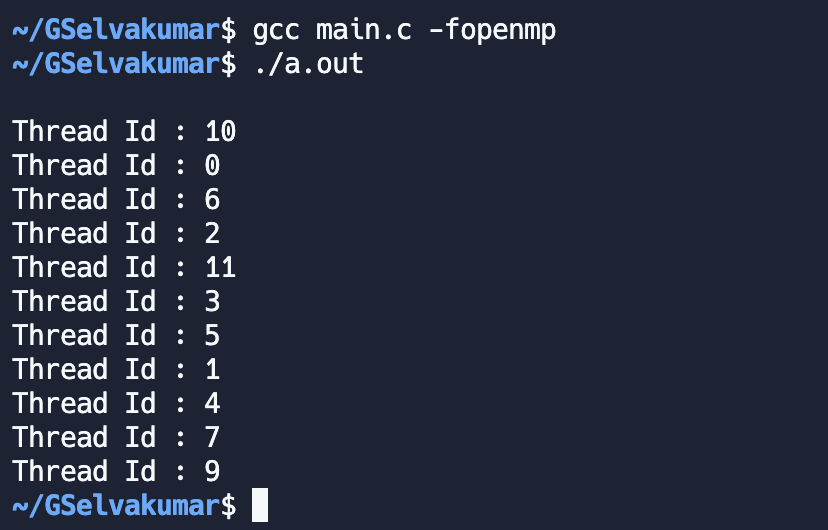 ~/GSelvakumar$ gcc main.c -fopenmp
~/GSelvakumar$ ./a.out
Thread Id : 10
Thread Id : 0
Thread Id : 6
Thread Id : 2
Thread Id : 11
Thread Id : 3
Thread Id : 5
Thread Id : 1
Thread Id : 4
Thread Id : 7
Thread Id : 9
~/GSelvakumar$